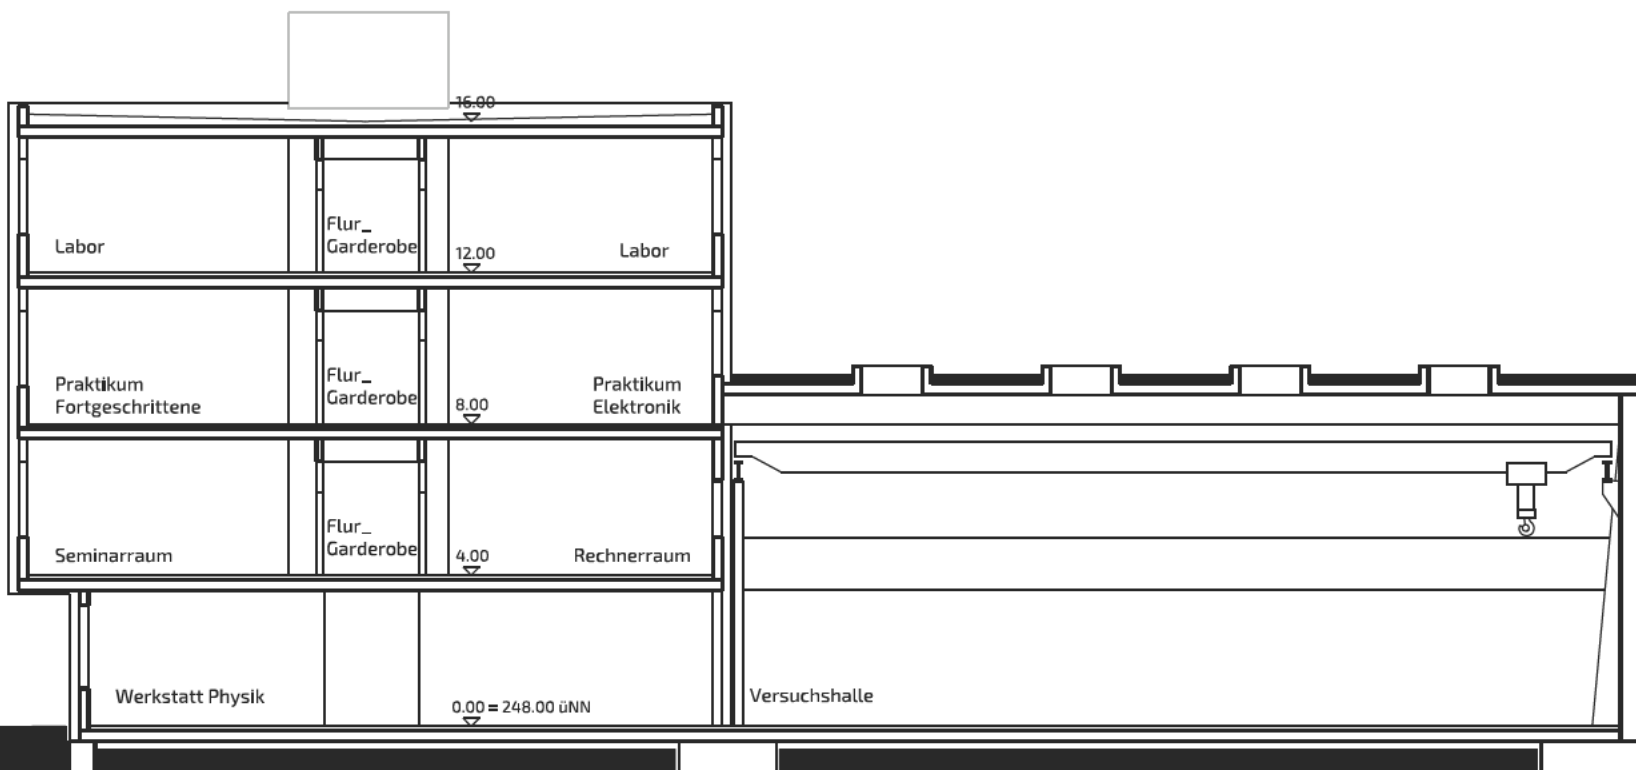 16.00
Labor
Flur_
Garderobe
12.00
Labor
Praktikum
Fortgeschrittene
Flur_
Garderobe
8.00
Praktikum
Elektronik
Seminarraum
Flur_
Garderobe
4.00
Rechnerraum
Werkstatt Physik
0.00 = 248.00 üNN
Versuchshalle